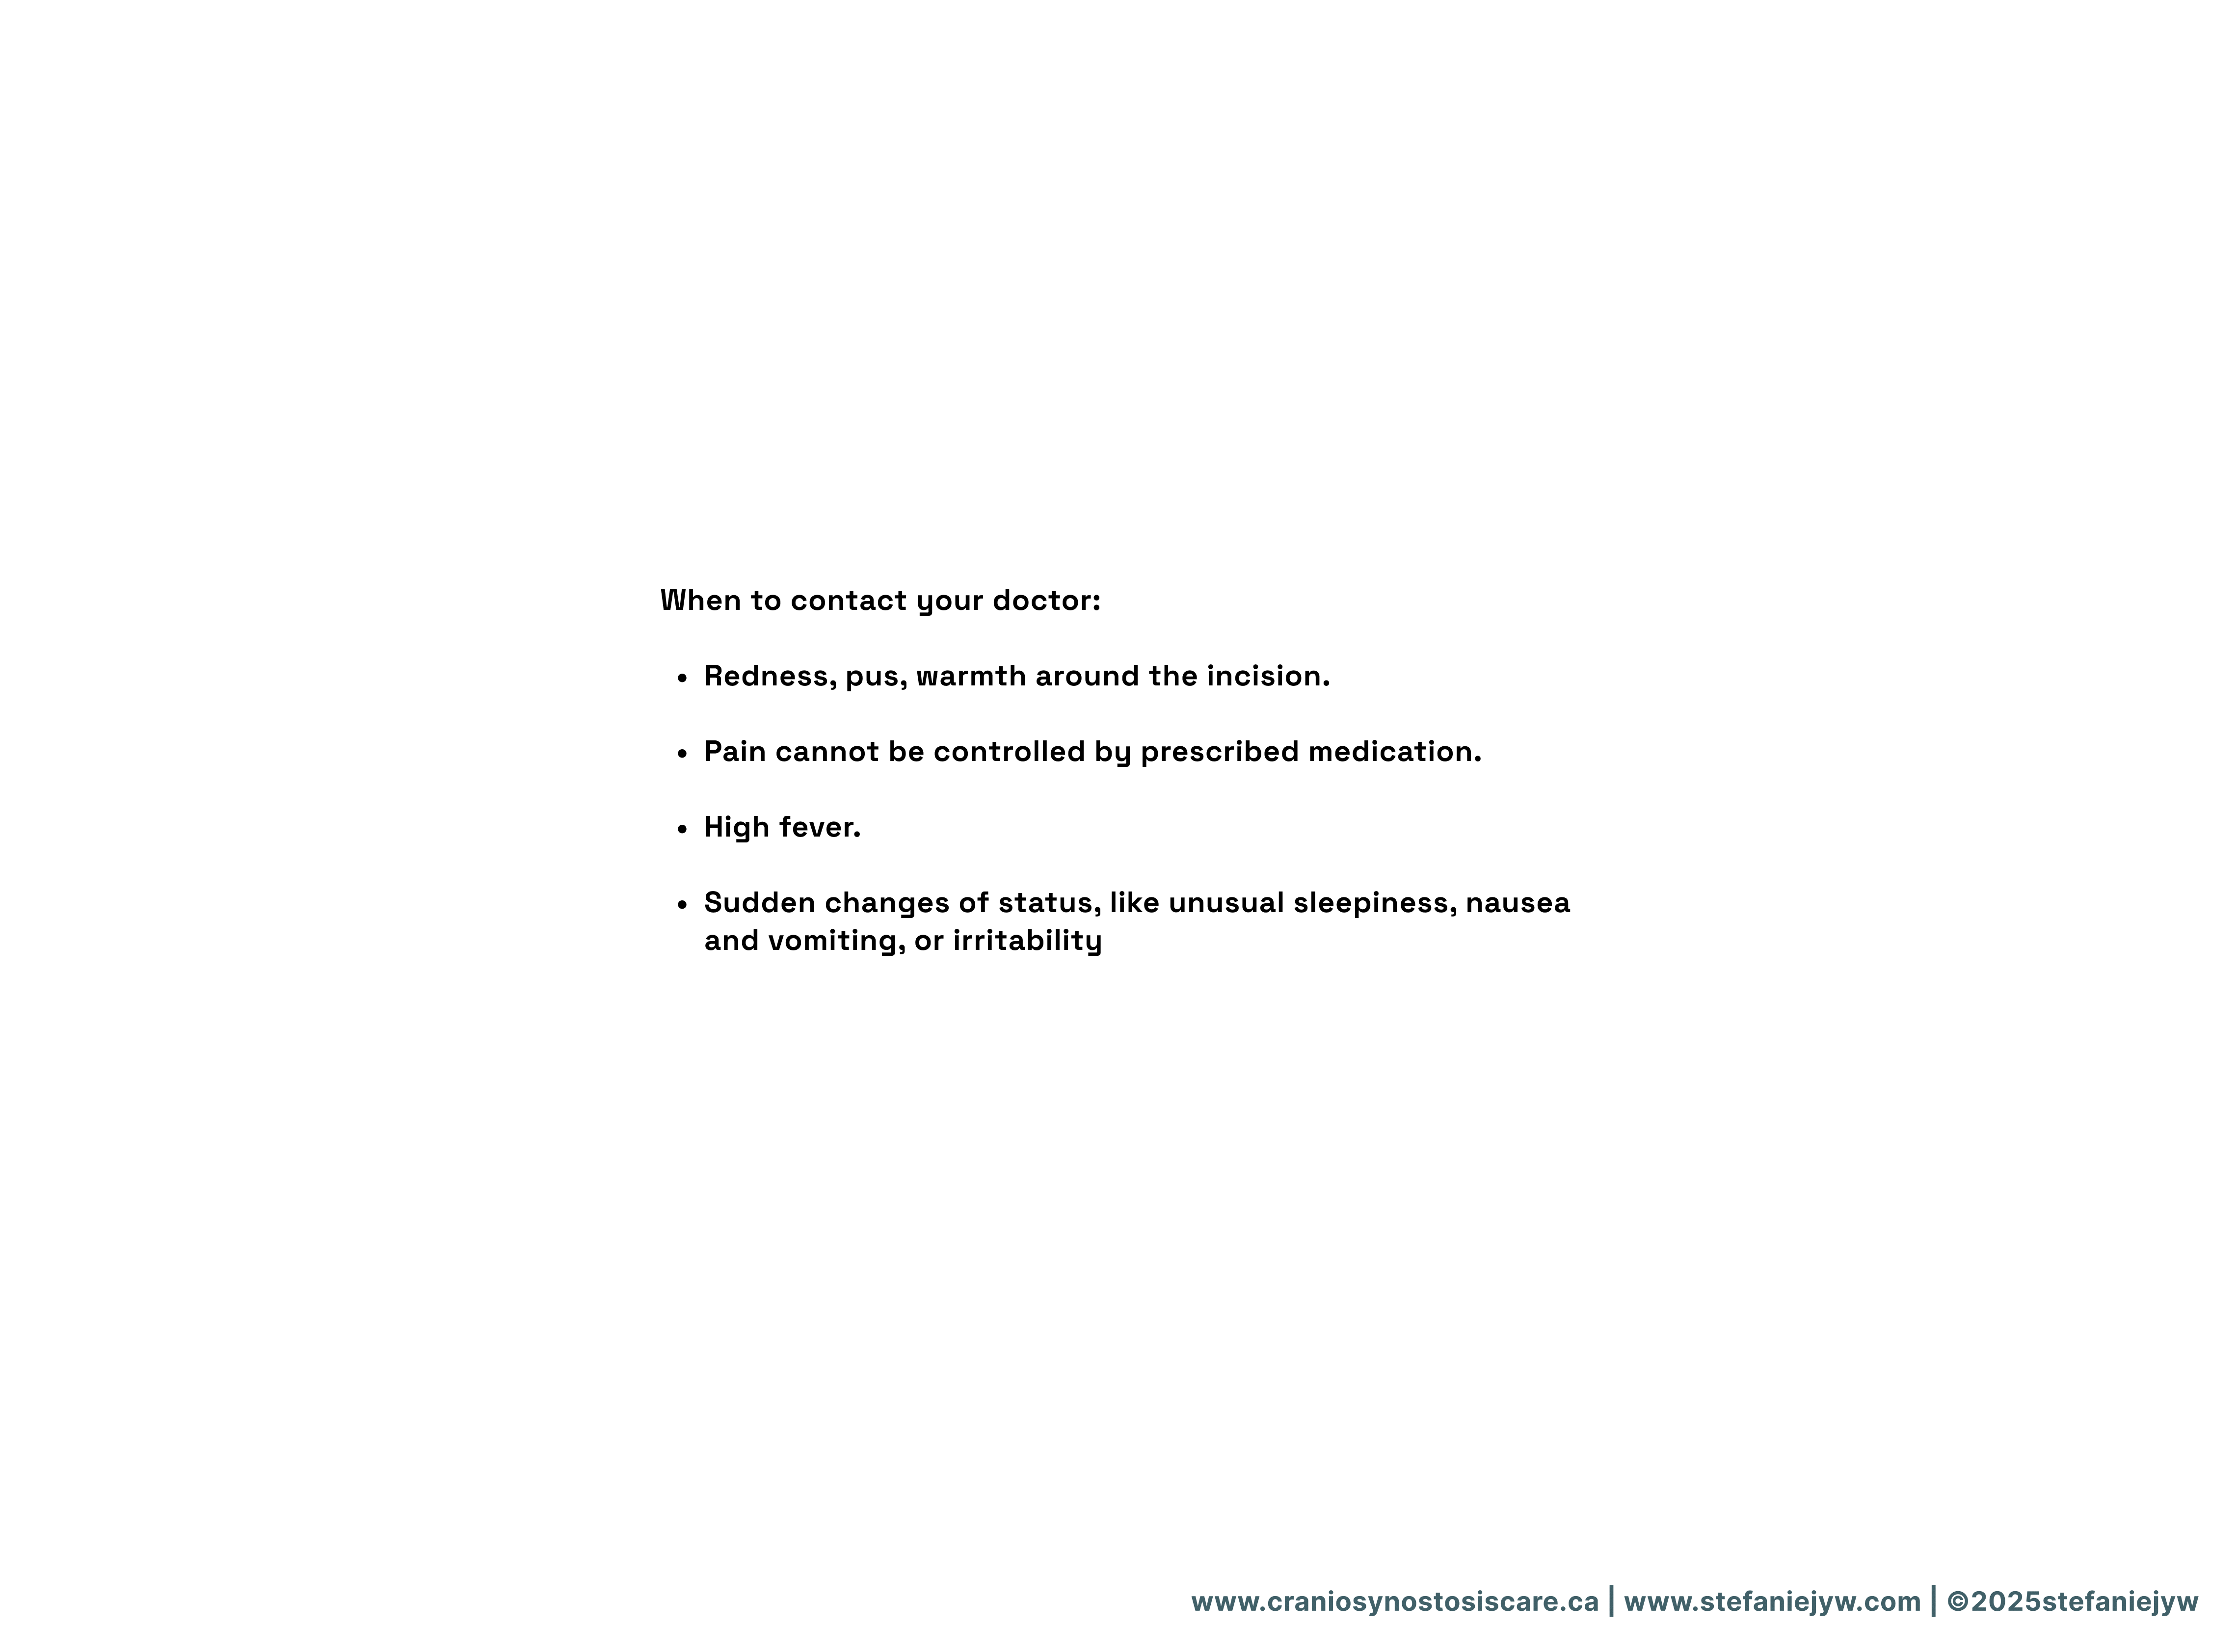 When to contact your doctor:
• Redness, pus, warmth around the incision.
• Pain cannot be controlled by prescribed medication.
• High fever.
• Sudden changes of status, like unusual sleepiness, nausea
and vomiting, or irritability
www.craniosynostosiscare.ca | www.stefaniejyw.com | ©2025stefaniejyw